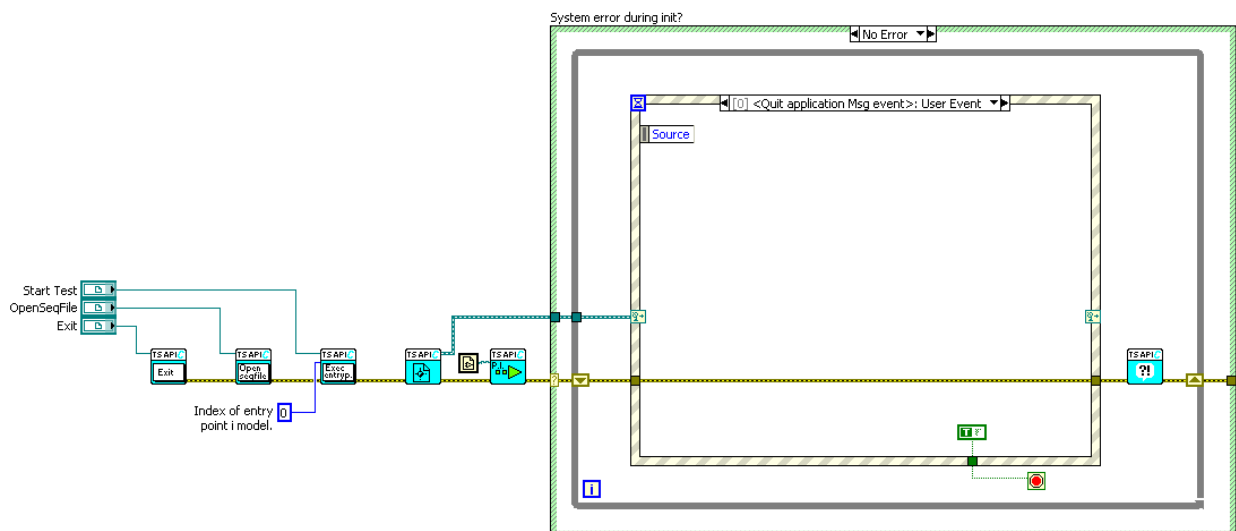 System error during init?
No Error
[0] <Quit application Msg event>: User Event
Source
Start Test
OpenSeqFile
Exit
TS API
Exit
TS API
Open
seqfile
TS API
Exec
entryp.
TS API
TS API
P.I.
TS API
?!
?
Index of entry
point i model.
0
T F
i